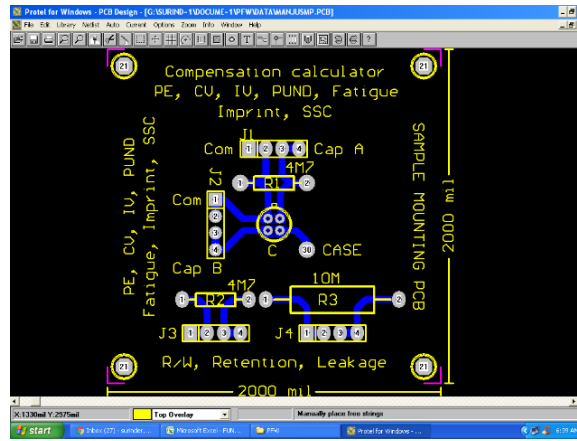 Protel for Windows - PCB Design - [G:\SURIND~1\DOCUME~1\PFW\DATA\MANJUSMP.PCB]
File Edit Library Netlist Auto Current Options Zoom Info Window Help
21
21
Compensation calculator
PE, CV, IV, PUND, Fatigue
Imprint, SSC
J1
Com 1 2 3 4 Cap A
4M7
1 R1 2
J2
Com 1
2
3
4
Cap B
C
30 CASE
PE, CV, IV, PUND
Fatigue, Imprint, SSC
SAMPLE MOUNTING PCB
2000 mil
4M7
1 R2 2
10M
1 R3 2
J3 1 2 3 4
J4 1 2 3 4
21
21
R/W, Retention, Leakage
2000 mil
X:1330mil Y:2975mil
Top Overlay
Manually place free strings
start
Inbox (27) - surinder....
Microsoft Excel - FUN...
PFW
Protel for Windows - ...
6:39 AM